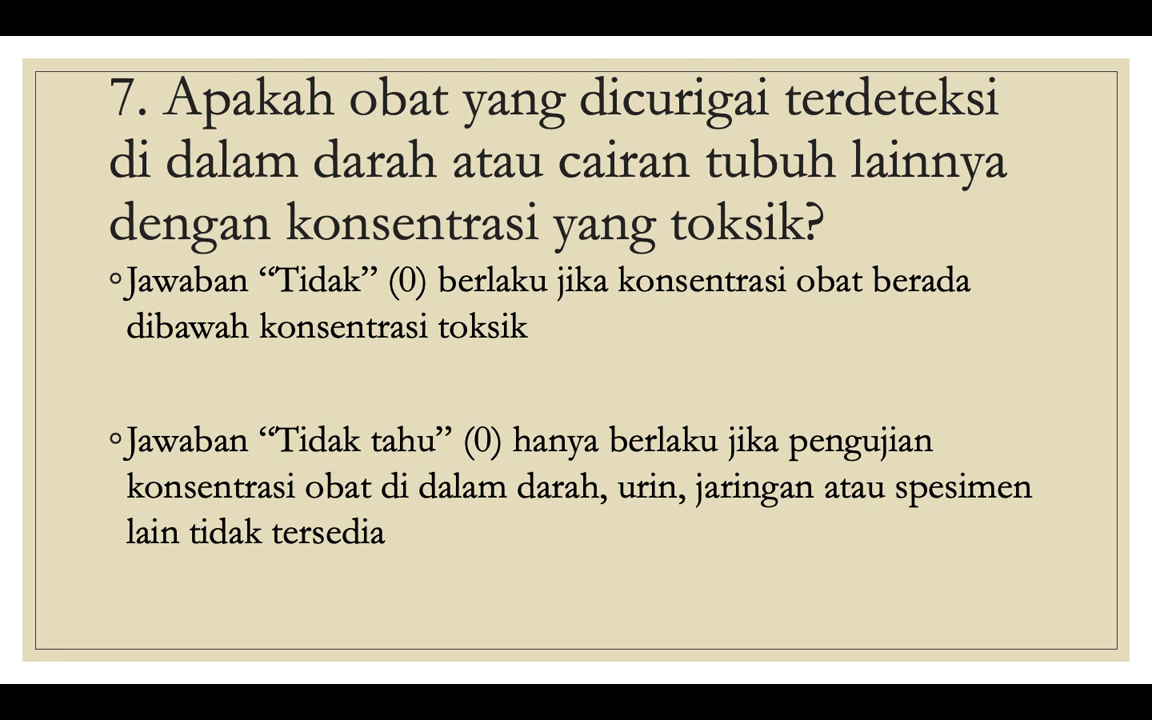 7. Apakah obat yang dicurigai terdeteksi
di dalam darah atau cairan tubuh lainnya
dengan konsentrasi yang toksik?
◦Jawaban “Tidak” (0) berlaku jika konsentrasi obat berada
dibawah konsentrasi toksik
◦Jawaban “Tidak tahu” (0) hanya berlaku jika pengujian
konsentrasi obat di dalam darah, urin, jaringan atau spesimen
lain tidak tersedia